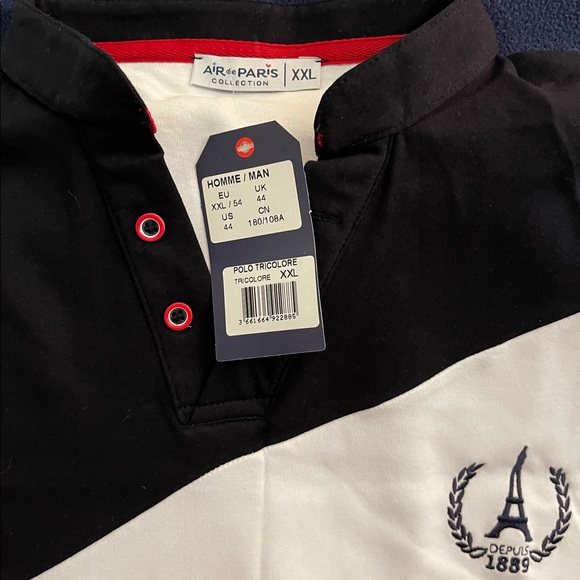 AiR de PARiS
COLLECTION
XXL
HOMME / MAN
EU UK
XXL / 54 44
US CN
44 180/108A
POLO TRICOLORE
TRICOLORE XXL
3 661664 922885
DEPUIS
1889